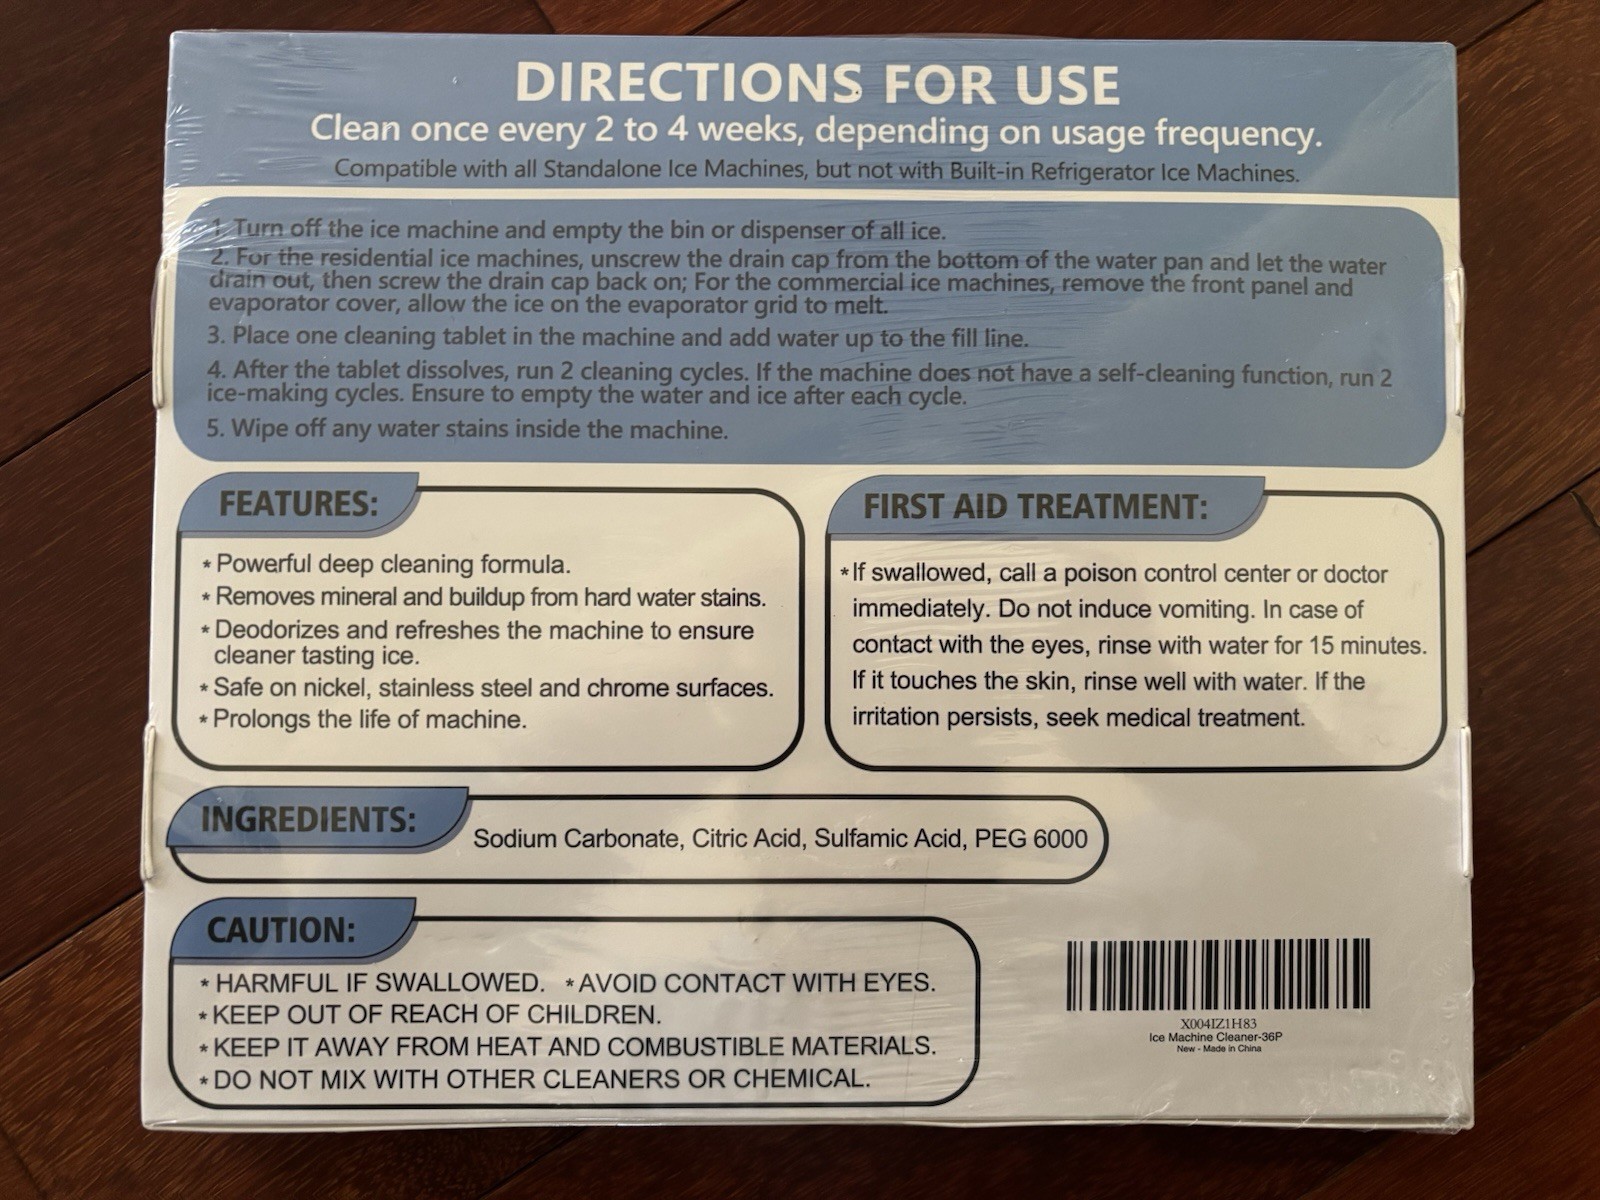 DIRECTIONS FOR USE
Clean once every 2 to 4 weeks, depending on usage frequency.
Compatible with all Standalone Ice Machines, but not with Built-in Refrigerator Ice Machines.
1. Turn off the ice machine and empty the bin or dispenser of all ice.
2. For the residential ice machines, unscrew the drain cap from the bottom of the water pan and let the water
drain out, then screw the drain cap back on; For the commercial ice machines, remove the front panel and
evaporator cover, allow the ice on the evaporator grid to melt.
3. Place one cleaning tablet in the machine and add water up to the fill line.
4. After the tablet dissolves, run 2 cleaning cycles. If the machine does not have a self-cleaning function, run 2
ice-making cycles. Ensure to empty the water and ice after each cycle.
5. Wipe off any water stains inside the machine.
FEATURES:
* Powerful deep cleaning formula.
* Removes mineral and buildup from hard water stains.
* Deodorizes and refreshes the machine to ensure
cleaner tasting ice.
* Safe on nickel, stainless steel and chrome surfaces.
* Prolongs the life of machine.
FIRST AID TREATMENT:
* If swallowed, call a poison control center or doctor
immediately. Do not induce vomiting. In case of
contact with the eyes, rinse with water for 15 minutes.
If it touches the skin, rinse well with water. If the
irritation persists, seek medical treatment.
INGREDIENTS:
Sodium Carbonate, Citric Acid, Sulfamic Acid, PEG 6000
CAUTION:
* HARMFUL IF SWALLOWED. * AVOID CONTACT WITH EYES.
* KEEP OUT OF REACH OF CHILDREN.
* KEEP IT AWAY FROM HEAT AND COMBUSTIBLE MATERIALS.
* DO NOT MIX WITH OTHER CLEANERS OR CHEMICAL.
X004IZ1H83
Ice Machine Cleaner-36P
New - Made in China